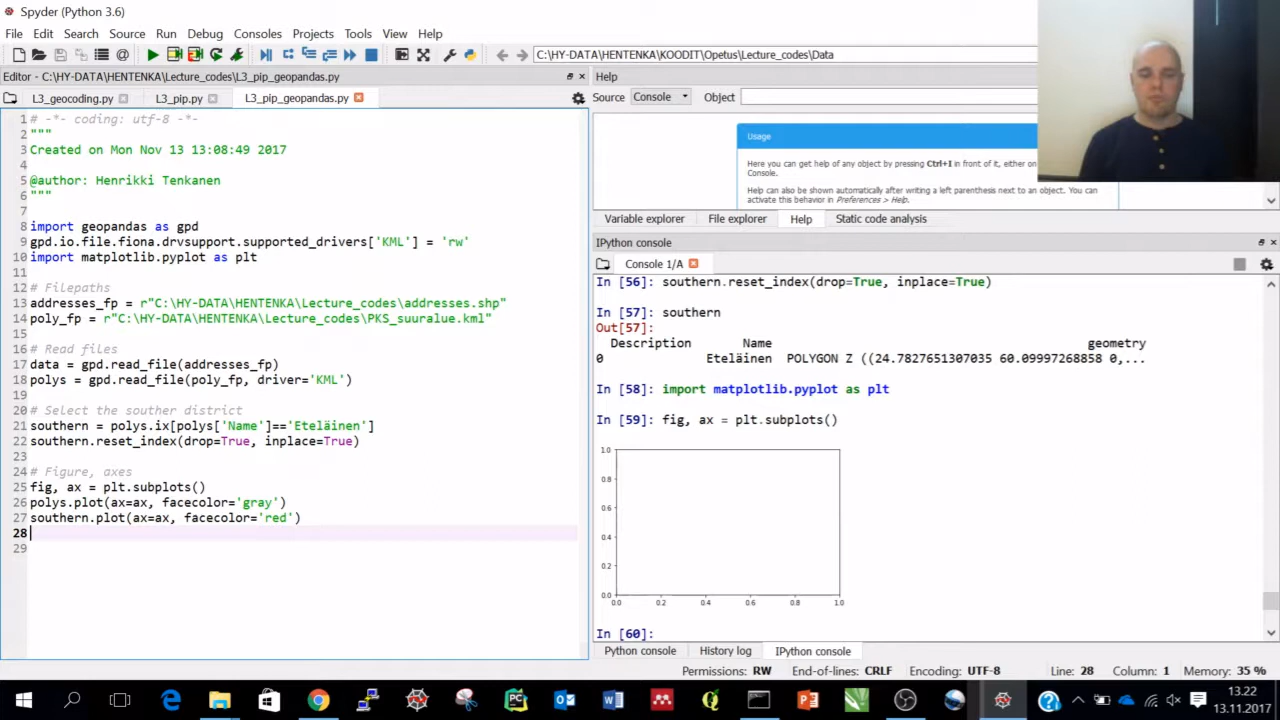 Spyder (Python 3.6)
File Edit Search Source Run Debug Consoles Projects Tools View Help
C:\HY-DATA\HENTENKA\KOODIT\Opetus\Lecture_codes\Data
Editor - C:\HY-DATA\HENTENKA\Lecture_codes\L3_pip_geopandas.py
L3_geocoding.py L3_pip.py L3_pip_geopandas.py
1 # -*- coding: utf-8 -*-
2 """
3 Created on Mon Nov 13 13:08:49 2017
4
5 @author: Henrikki Tenkanen
6 """
7
8 import geopandas as gpd
9 gpd.io.file.fiona.drvsupport.supported_drivers['KML'] = 'rw'
10 import matplotlib.pyplot as plt
11
12 # Filepaths
13 addresses_fp = r"C:\HY-DATA\HENTENKA\Lecture_codes\addresses.shp"
14 poly_fp = r"C:\HY-DATA\HENTENKA\Lecture_codes\PKS_suuralue.kml"
15
16 # Read files
17 data = gpd.read_file(addresses_fp)
18 polys = gpd.read_file(poly_fp, driver='KML')
19
20 # Select the souther district
21 southern = polys.ix[polys['Name']=='Eteläinen']
22 southern.reset_index(drop=True, inplace=True)
23
24 # Figure, axes
25 fig, ax = plt.subplots()
26 polys.plot(ax=ax, facecolor='gray')
27 southern.plot(ax=ax, facecolor='red')
28
29
Help
Source Console Object
Usage
Here you can get help of any object by pressing Ctrl+I in front of it, either on
Console.
Help can also be shown automatically after writing a left parenthesis next to an object. You can
activate this behavior in Preferences > Help.
Variable explorer File explorer Help Static code analysis
IPython console
Console 1/A
In [56]: southern.reset_index(drop=True, inplace=True)
In [57]: southern
Out[57]:
Description Name geometry
0 Eteläinen POLYGON Z ((24.7827651307035 60.09997268858 0,...
In [58]: import matplotlib.pyplot as plt
In [59]: fig, ax = plt.subplots()
1.0
0.8
0.6
0.4
0.2
0.0
0.0 0.2 0.4 0.6 0.8 1.0
In [60]:
Python console History log IPython console
Permissions: RW End-of-lines: CRLF Encoding: UTF-8 Line: 28 Column: 1 Memory: 35 %
13.22
13.11.2017